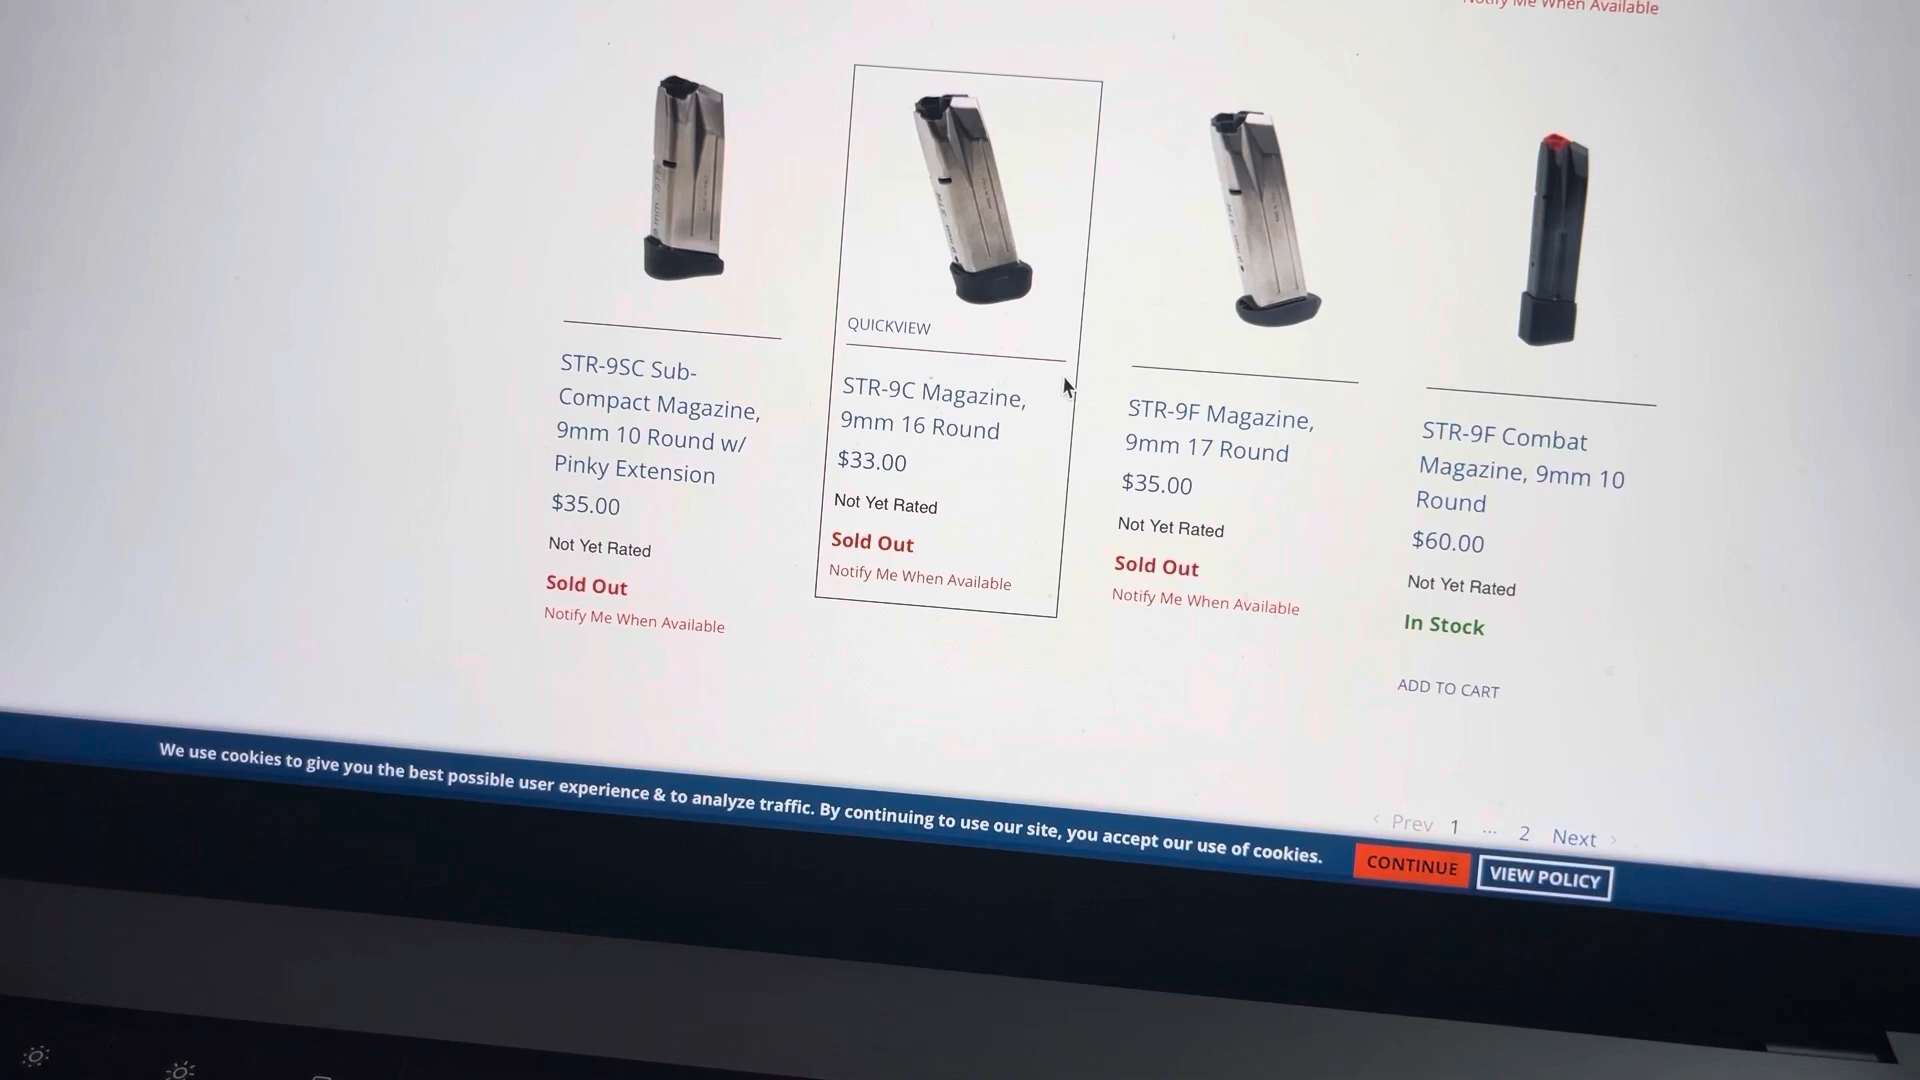 Notify Me When Available
QUICKVIEW
STR-9SC Sub-
Compact Magazine,
9mm 10 Round w/
Pinky Extension
$35.00
Not Yet Rated
Sold Out
Notify Me When Available
STR-9C Magazine,
9mm 16 Round
$33.00
Not Yet Rated
Sold Out
Notify Me When Available
STR-9F Magazine,
9mm 17 Round
$35.00
Not Yet Rated
Sold Out
Notify Me When Available
STR-9F Combat
Magazine, 9mm 10
Round
$60.00
Not Yet Rated
In Stock
ADD TO CART
‹ Prev 1 ... 2 Next ›
We use cookies to give you the best possible user experience & to analyze traffic. By continuing to use our site, you accept our use of cookies.
CONTINUE
VIEW POLICY